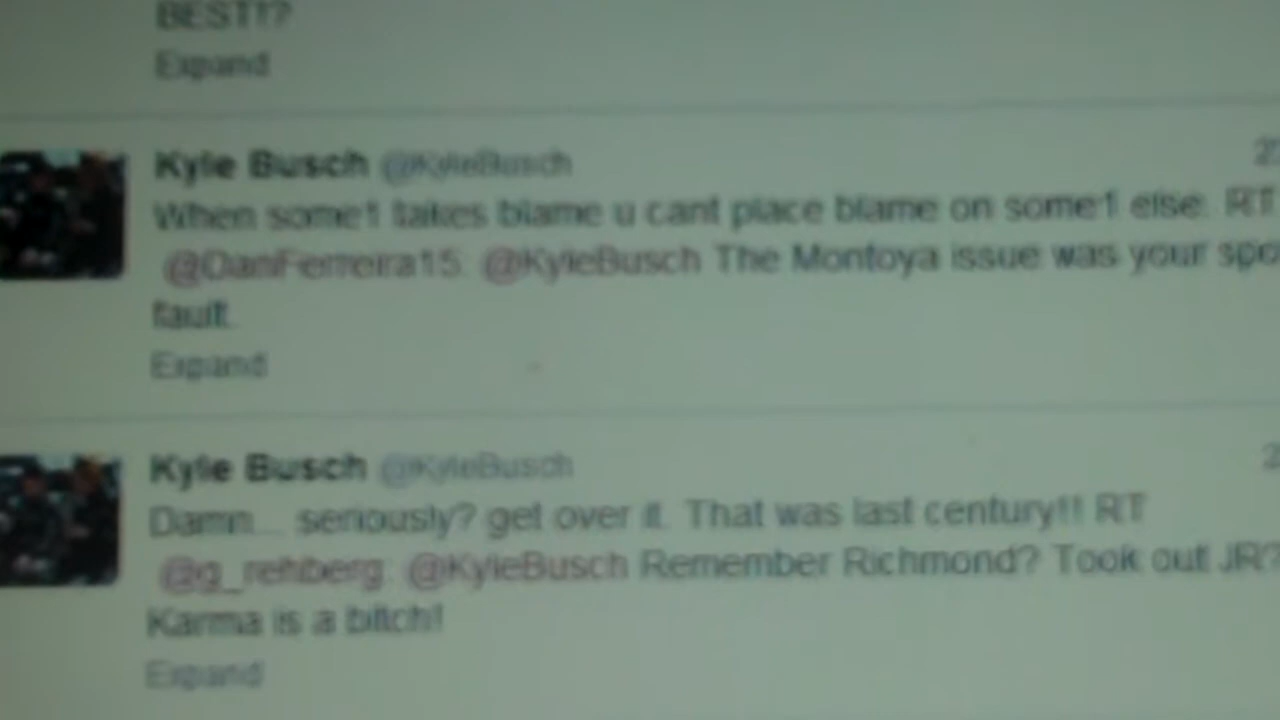 BEST!?
Expand
Kyle Busch @KyleBusch
When some1 takes blame u cant place blame on some1 else. RT
@DaniFerreira15: @KyleBusch The Montoya issue was your spo
fault.
Expand
Kyle Busch @KyleBusch
Damn... seriously? get over it. That was last century!! RT
@g_rehberg: @KyleBusch Remember Richmond? Took out JR?
Karma is a bitch!
Expand